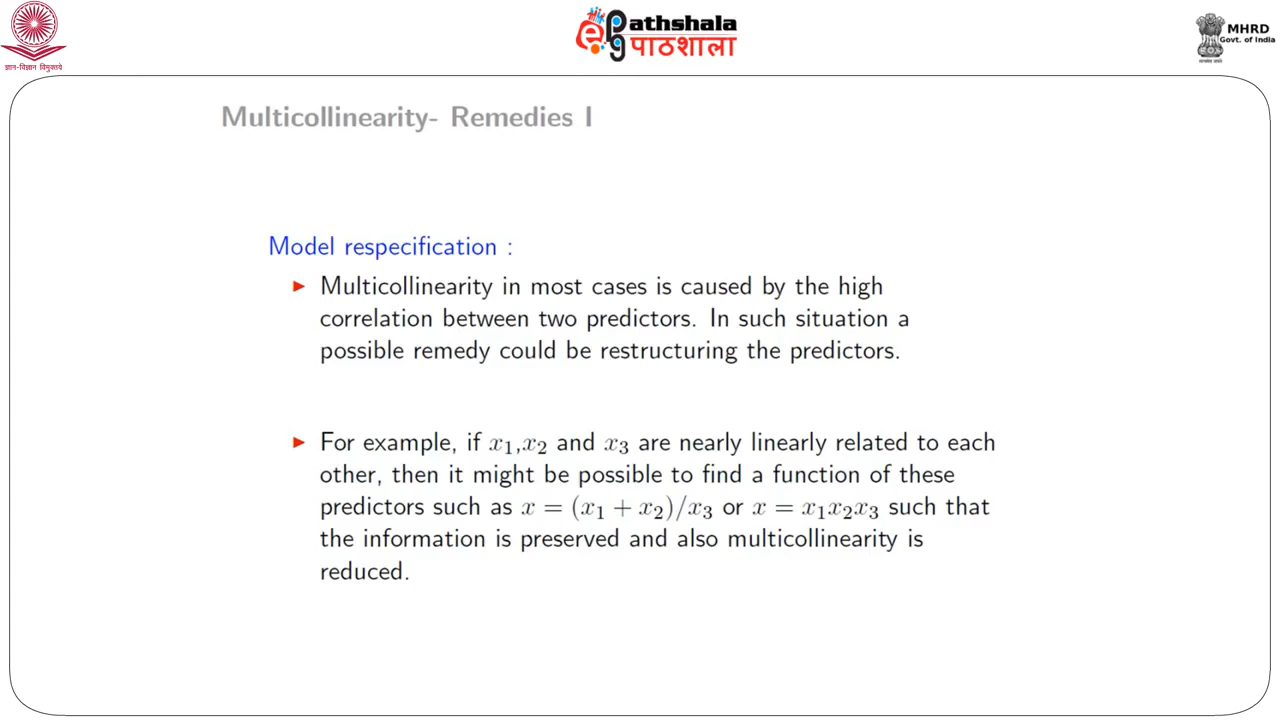 ज्ञान-विज्ञान विमुक्तये
ePG Pathshala
पाठशाला
MHRD
Govt. of India
Multicollinearity- Remedies I
Model respecification :
Multicollinearity in most cases is caused by the high
correlation between two predictors. In such situation a
possible remedy could be restructuring the predictors.
For example, if x₁,x₂ and x₃ are nearly linearly related to each
other, then it might be possible to find a function of these
predictors such as x = (x₁ + x₂)/x₃ or x = x₁x₂x₃ such that
the information is preserved and also multicollinearity is
reduced.